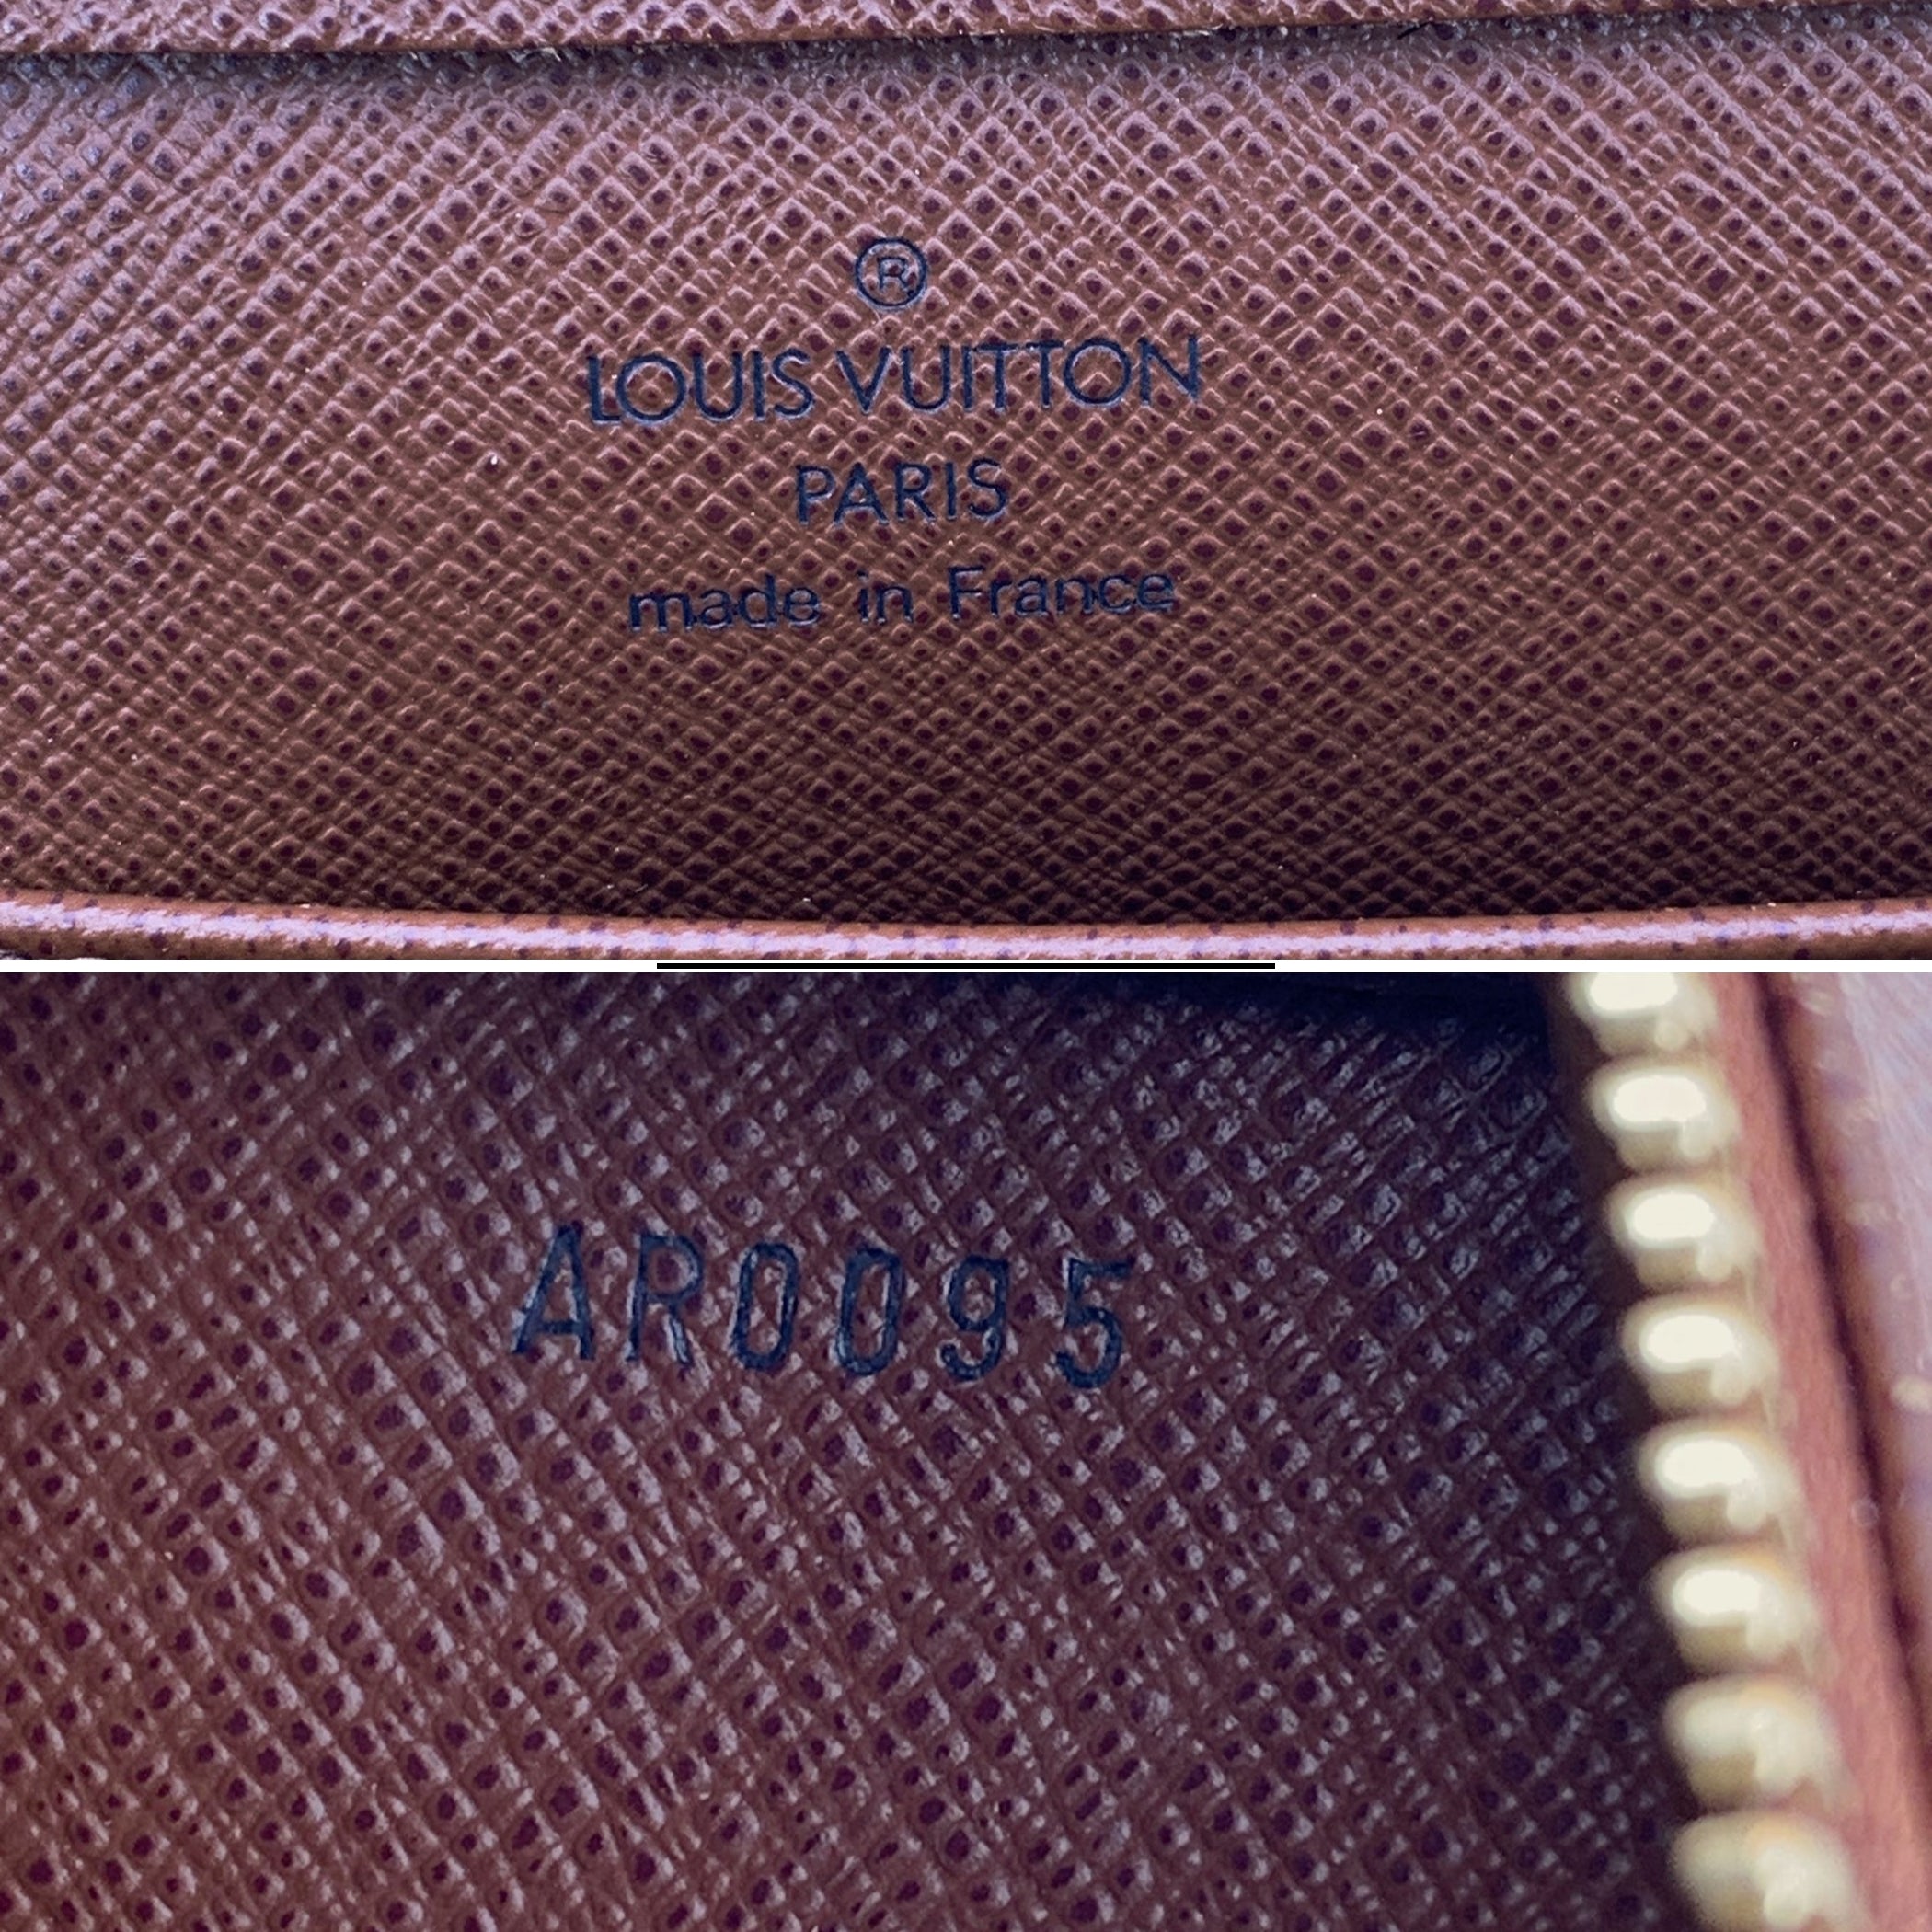 ®
LOUIS VUITTON
PARIS
made in France
AR0095